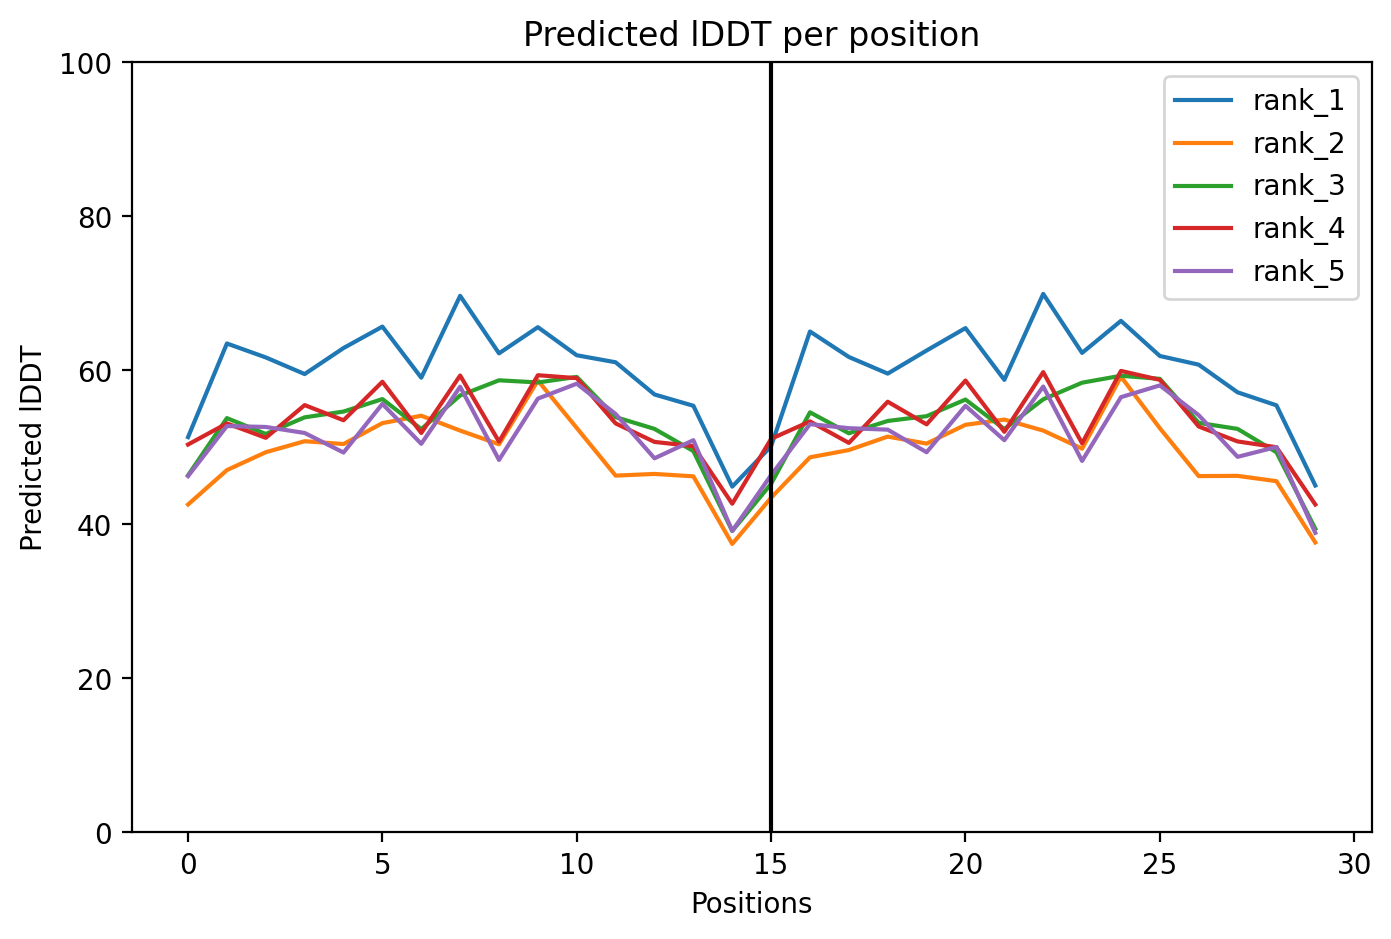 Predicted lDDT per position
100
80
60
40
20
0
Predicted lDDT
0 5 10 15 20 25 30
Positions
rank_1
rank_2
rank_3
rank_4
rank_5